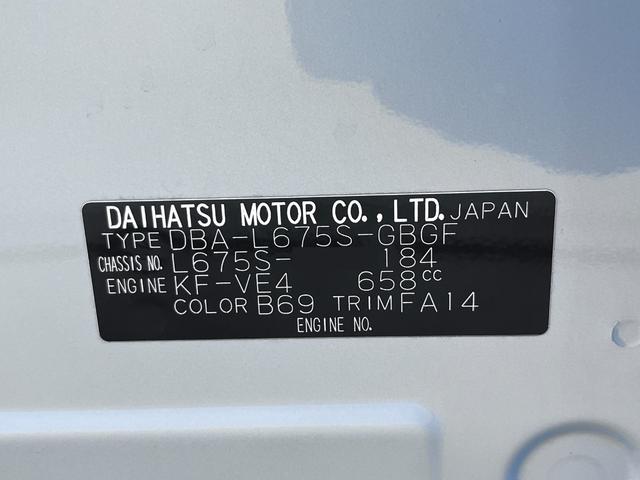 DAIHATSU MOTOR CO.,LTD. JAPAN
TYPE DBA-L675S-GBGF
CHASSIS NO. L675S- 184
ENGINE KF-VE4 658cc
COLOR B69 TRIM FA14
ENGINE NO.